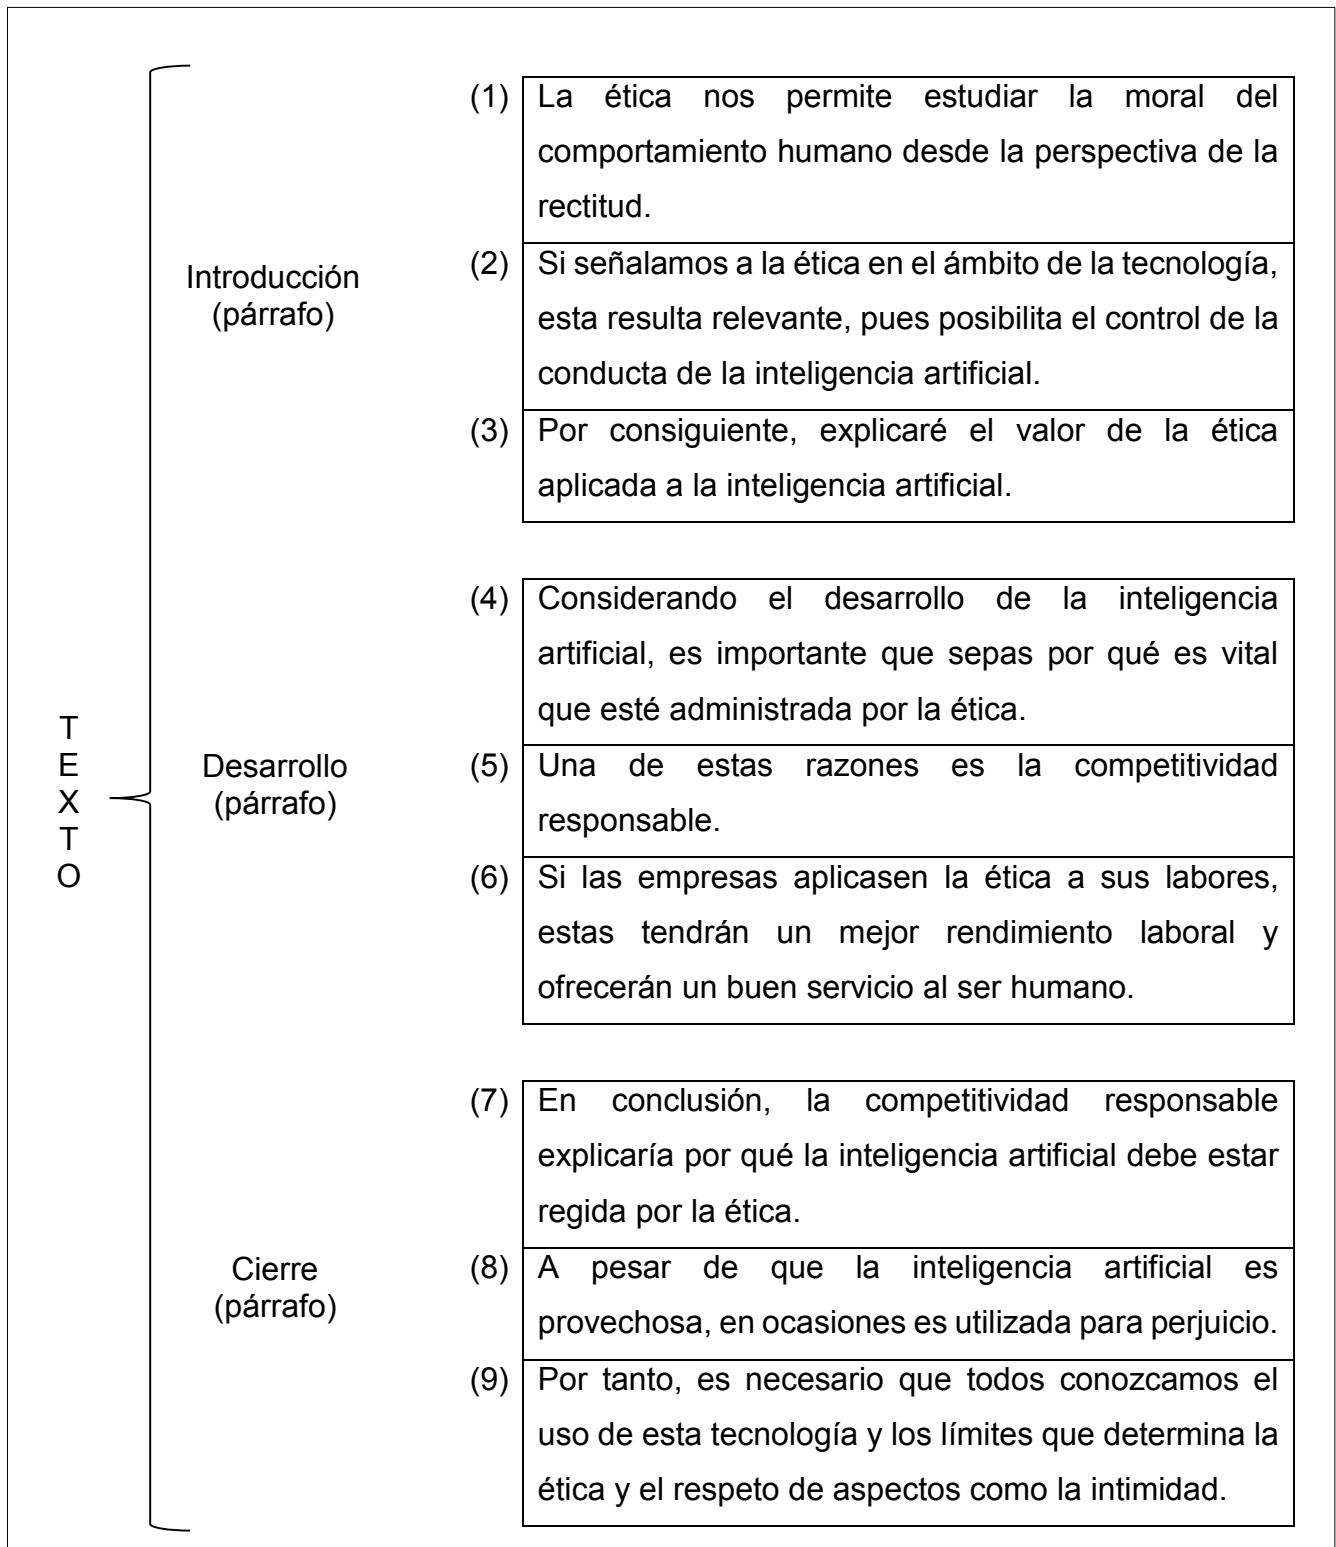 (1) La ética nos permite estudiar la moral del
comportamiento humano desde la perspectiva de la
rectitud.
Introducción
(párrafo)
(2) Si señalamos a la ética en el ámbito de la tecnología,
esta resulta relevante, pues posibilita el control de la
conducta de la inteligencia artificial.
(3) Por consiguiente, explicaré el valor de la ética
aplicada a la inteligencia artificial.
TEXTO
Desarrollo
(párrafo)
(4) Considerando el desarrollo de la inteligencia
artificial, es importante que sepas por qué es vital
que esté administrada por la ética.
(5) Una de estas razones es la competitividad
responsable.
(6) Si las empresas aplicasen la ética a sus labores,
estas tendrán un mejor rendimiento laboral y
ofrecerán un buen servicio al ser humano.
Cierre
(párrafo)
(7) En conclusión, la competitividad responsable
explicaría por qué la inteligencia artificial debe estar
regida por la ética.
(8) A pesar de que la inteligencia artificial es
provechosa, en ocasiones es utilizada para perjuicio.
(9) Por tanto, es necesario que todos conozcamos el
uso de esta tecnología y los límites que determina la
ética y el respeto de aspectos como la intimidad.